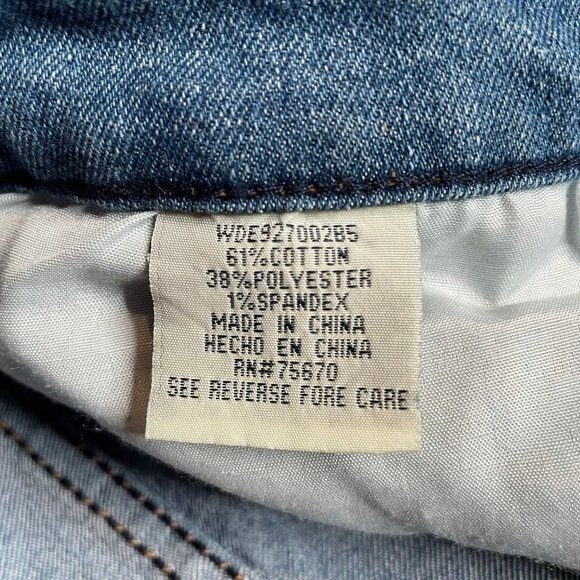 WDE927002B5
61%COTTON
38%POLYESTER
1%SPANDEX
MADE IN CHINA
HECHO EN CHINA
RN#75670
SEE REVERSE FORE CARE